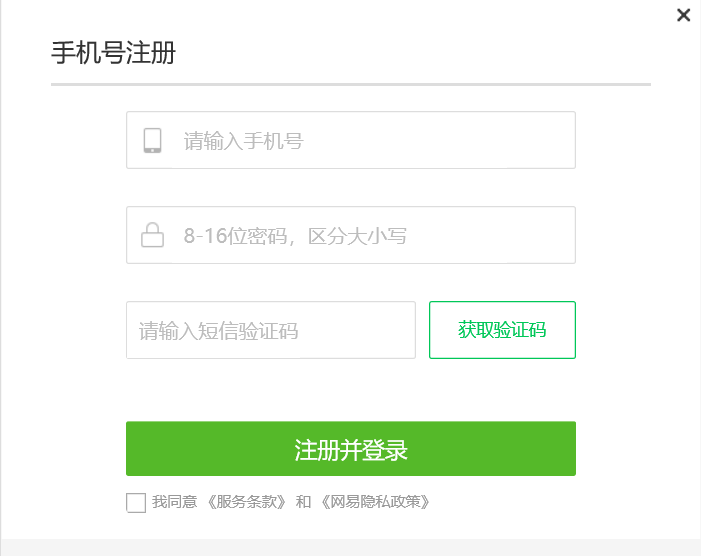 手机号注册
请输入手机号
8-16位密码，区分大小写
请输入短信验证码
获取验证码
注册并登录
我同意《服务条款》和《网易隐私政策》